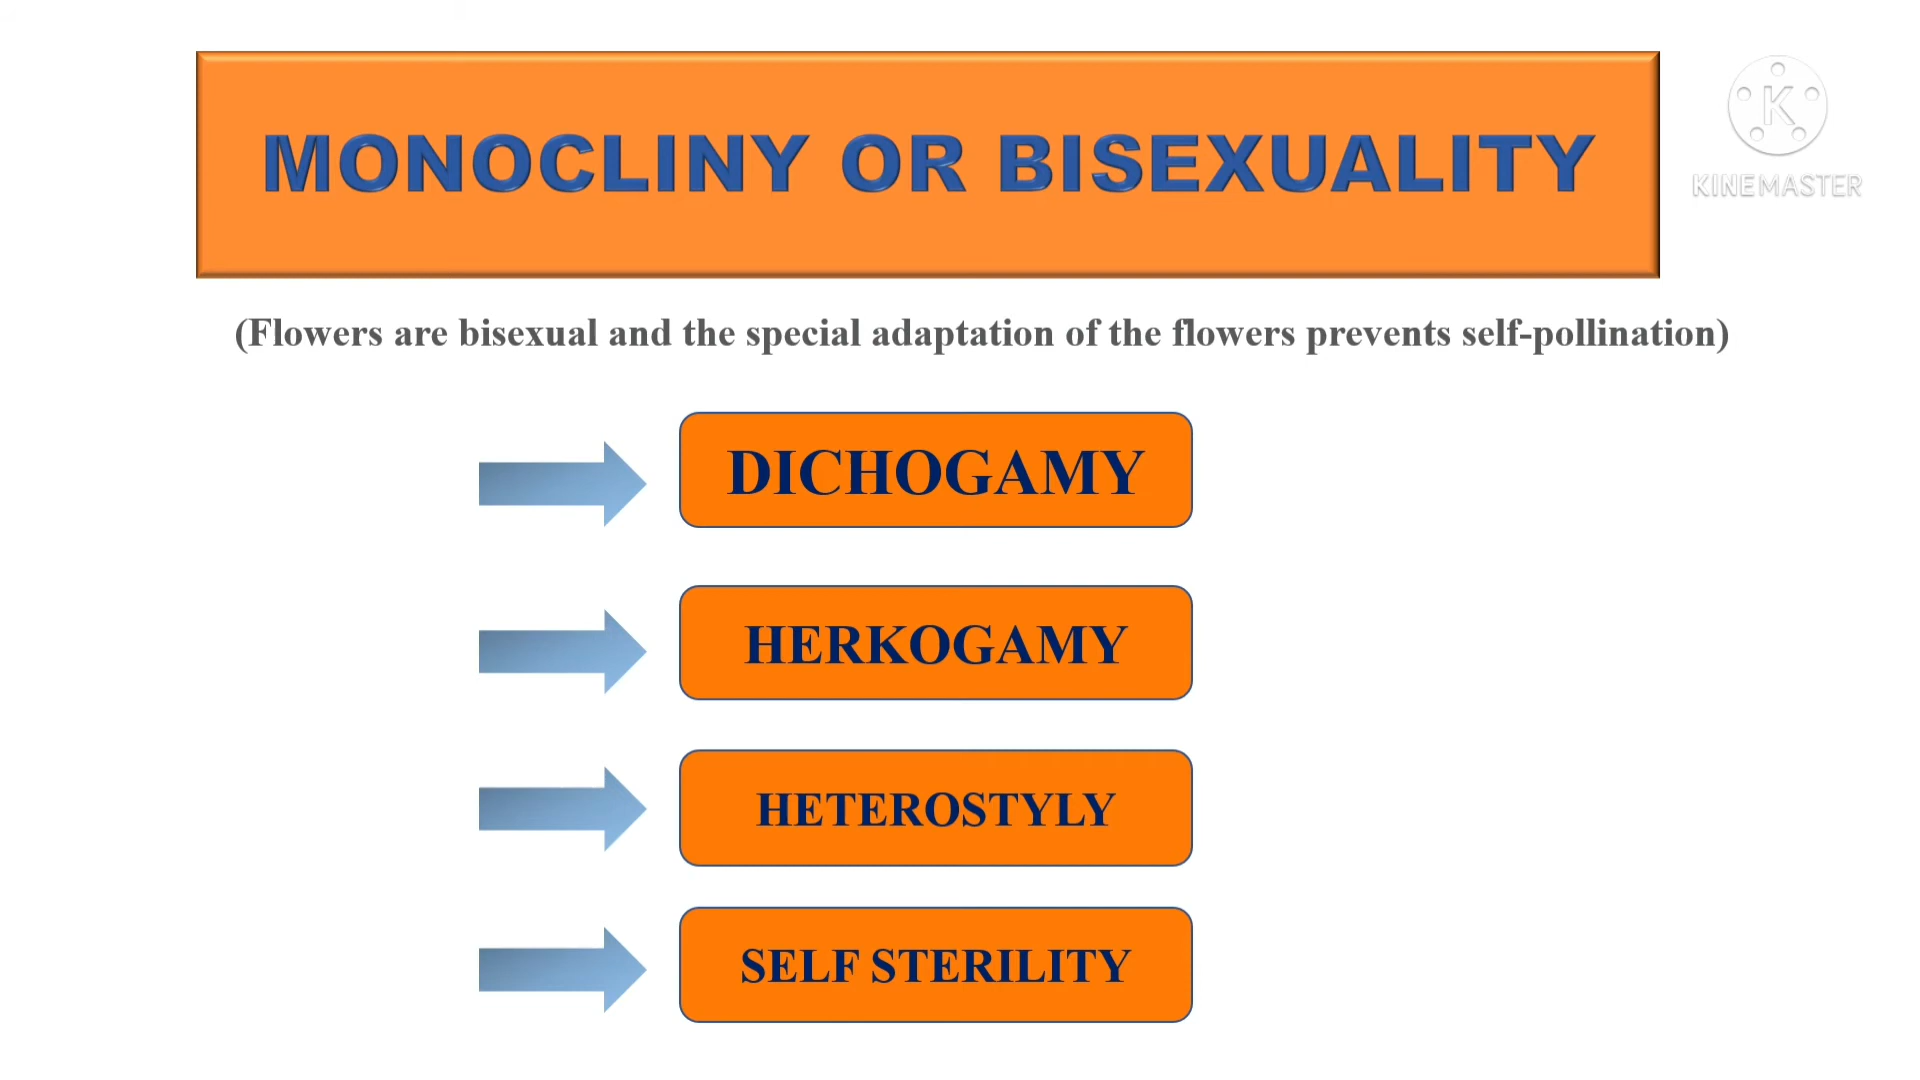 MONOCLINY OR BISEXUALITY
K
KINEMASTER
(Flowers are bisexual and the special adaptation of the flowers prevents self-pollination)
DICHOGAMY
HERKOGAMY
HETEROSTYLY
SELF STERILITY